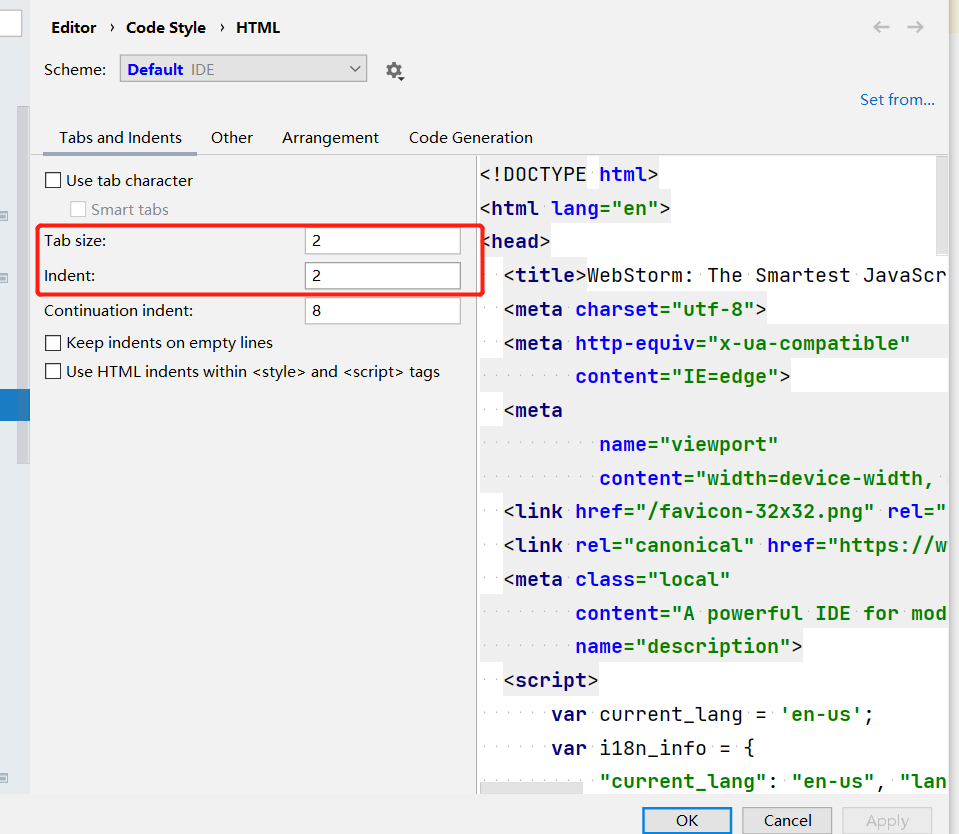 Editor › Code Style › HTML
Scheme: Default IDE
Set from...
Tabs and Indents Other Arrangement Code Generation
Use tab character
Smart tabs
Tab size: 2
Indent: 2
Continuation indent: 8
Keep indents on empty lines
Use HTML indents within <style> and <script> tags
<!DOCTYPE html>
<html lang="en">
<head>
<title>WebStorm: The Smartest JavaScr
<meta charset="utf-8">
<meta http-equiv="x-ua-compatible"
content="IE=edge">
<meta
name="viewport"
content="width=device-width,
<link href="/favicon-32x32.png" rel="
<link rel="canonical" href="https://w
<meta class="local"
content="A powerful IDE for mod
name="description">
<script>
var current_lang = 'en-us';
var i18n_info = {
"current_lang": "en-us", "lan
OK Cancel Apply